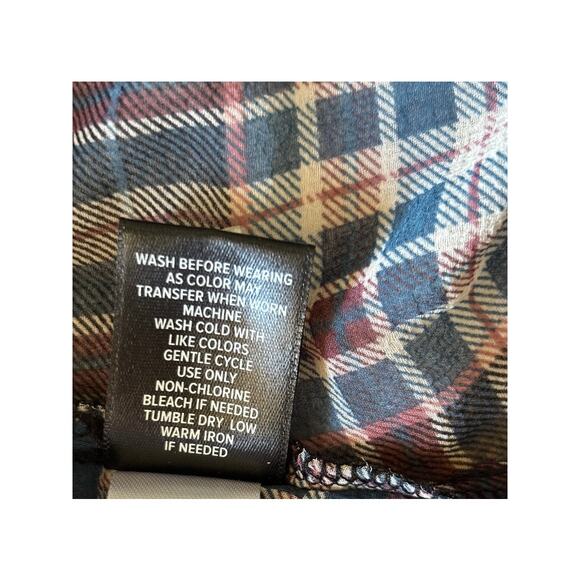 WASH BEFORE WEARING
AS COLOR MAY
TRANSFER WHEN WORN
MACHINE
WASH COLD WITH
LIKE COLORS
GENTLE CYCLE
USE ONLY
NON-CHLORINE
BLEACH IF NEEDED
TUMBLE DRY LOW
WARM IRON
IF NEEDED